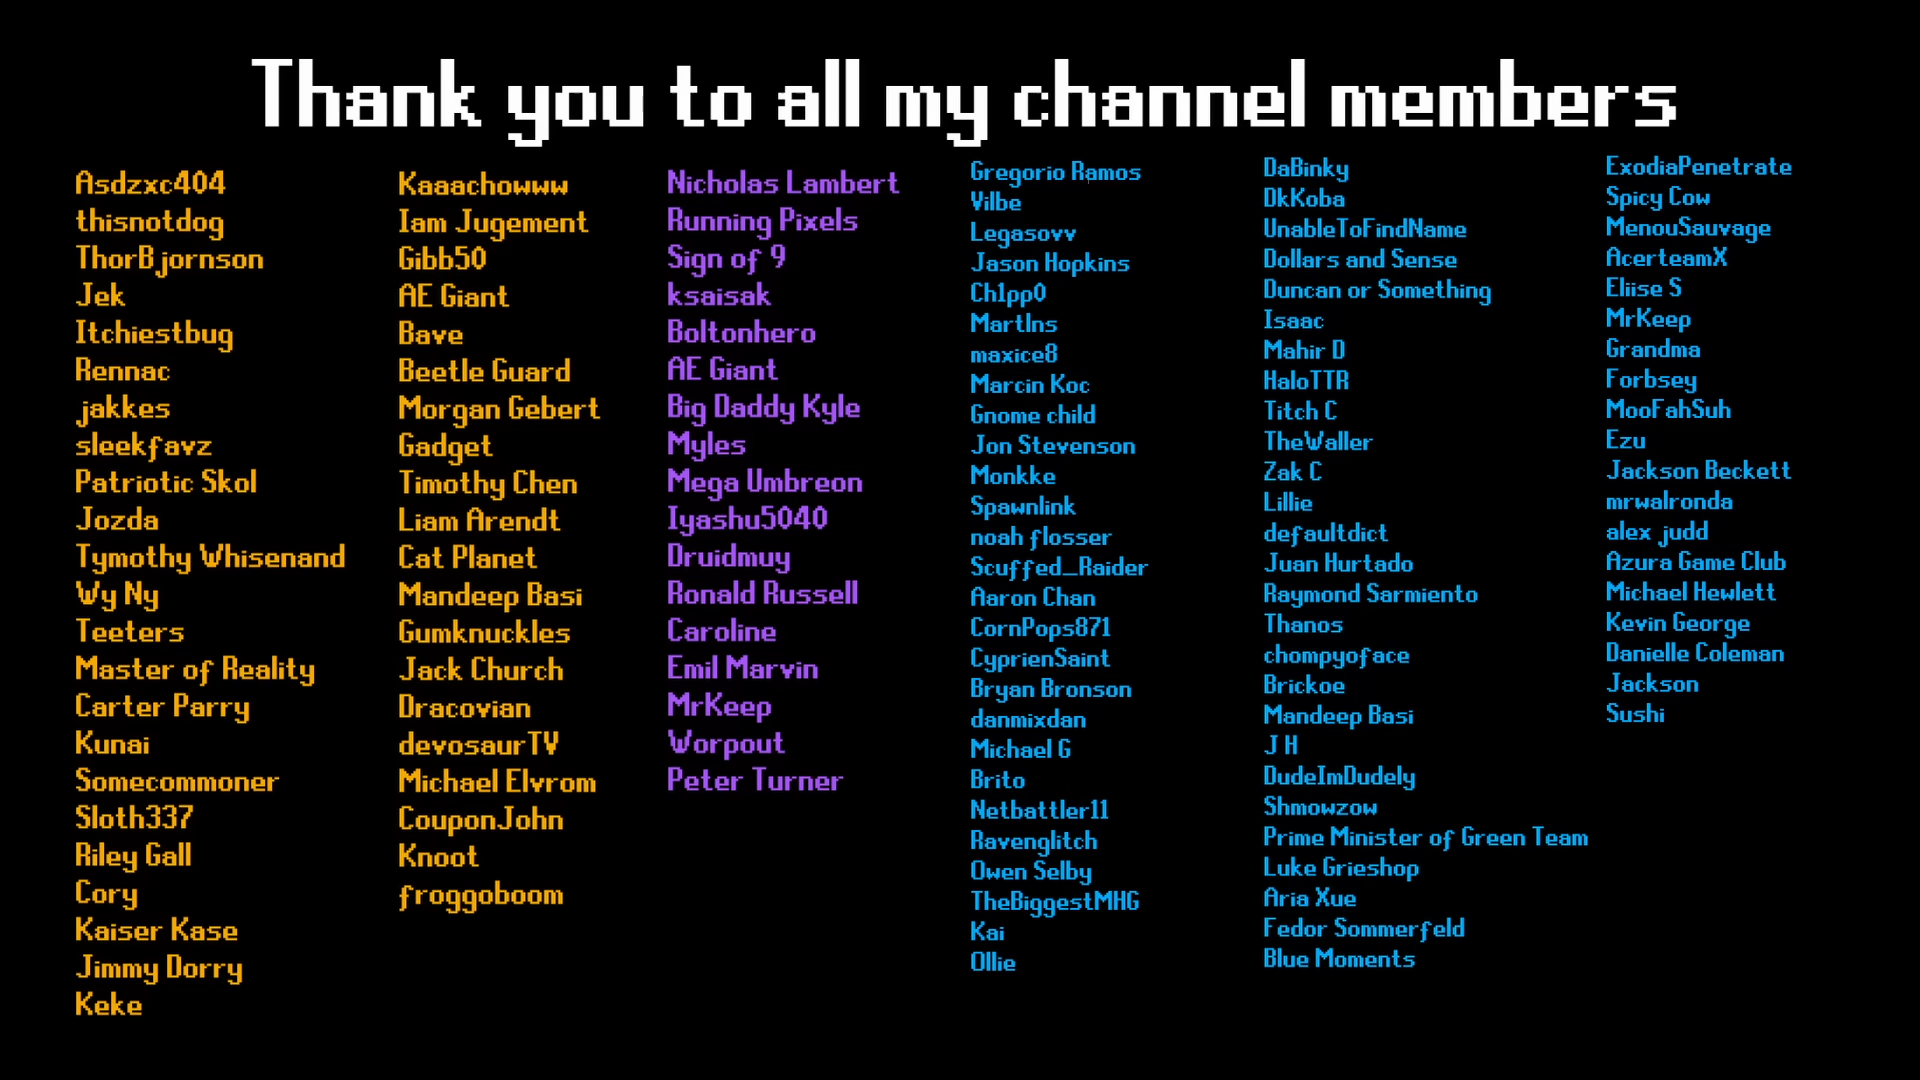 Thank you to all my channel members
Asdzxc404
thisnotdog
ThorBjornson
Jek
Itchiestbug
Rennac
jakkes
sleekfavz
Patriotic Skol
Jozda
Tymothy Whisenand
Wy Ny
Teeters
Master of Reality
Carter Parry
Kunai
Somecommoner
Sloth337
Riley Gall
Cory
Kaiser Kase
Jimmy Dorry
Keke
Kaaachowww
Iam Jugement
Gibb50
AE Giant
Bave
Beetle Guard
Morgan Gebert
Gadget
Timothy Chen
Liam Arendt
Cat Planet
Mandeep Basi
Gumknuckles
Jack Church
Dracovian
devosaurTV
Michael Elvrom
CouponJohn
Knoot
froggoboom
Nicholas Lambert
Running Pixels
Sign of 9
ksaisak
Boltonhero
AE Giant
Big Daddy Kyle
Myles
Mega Umbreon
Iyashu5040
Druidmuy
Ronald Russell
Caroline
Emil Marvin
MrKeep
Worpout
Peter Turner
Gregorio Ramos
Vilbe
Legasovv
Jason Hopkins
Ch1pp0
MartIns
maxice8
Marcin Koc
Gnome child
Jon Stevenson
Monkke
Spawnlink
noah flosser
Scuffed_Raider
Aaron Chan
CornPops871
CyprienSaint
Bryan Bronson
danmixdan
Michael G
Brito
Netbattler11
Ravenglitch
Owen Selby
TheBiggestMHG
Kai
Ollie
DaBinky
DkKoba
UnableToFindName
Dollars and Sense
Duncan or Something
Isaac
Mahir D
HaloTTR
Titch C
TheWaller
Zak C
Lillie
defaultdict
Juan Hurtado
Raymond Sarmiento
Thanos
chompyoface
Brickoe
Mandeep Basi
J H
DudeImDudely
Shmowzow
Prime Minister of Green Team
Luke Grieshop
Aria Xue
Fedor Sommerfeld
Blue Moments
ExodiaPenetrate
Spicy Cow
MenouSauvage
AcerteamX
Eliise S
MrKeep
Grandma
Forbsey
MooFahSuh
Ezu
Jackson Beckett
mrwalronda
alex judd
Azura Game Club
Michael Hewlett
Kevin George
Danielle Coleman
Jackson
Sushi